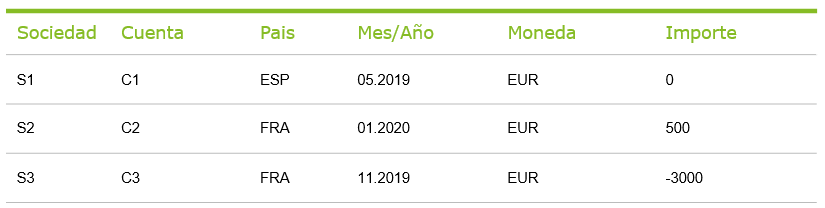 Sociedad Cuenta Pais Mes/Año Moneda Importe
S1 C1 ESP 05.2019 EUR 0
S2 C2 FRA 01.2020 EUR 500
S3 C3 FRA 11.2019 EUR -3000